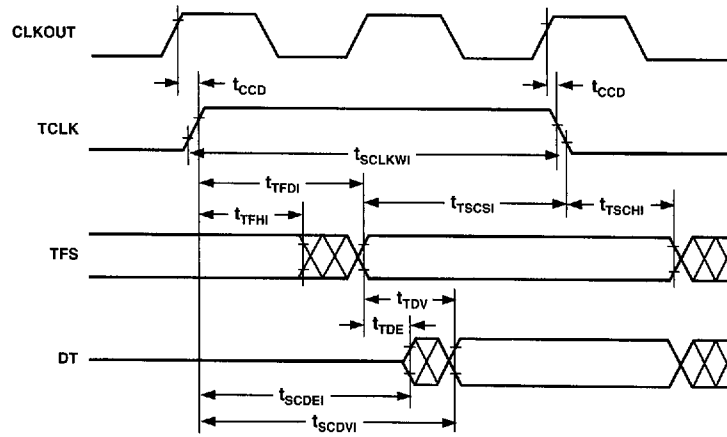 CLKOUT
tCCD
tCCD
TCLK
tSCLKWI
tTFDI
tTSCSI
tTSCHI
tTFHI
TFS
tTDV
tTDE
DT
tSCDEI
tSCDVI